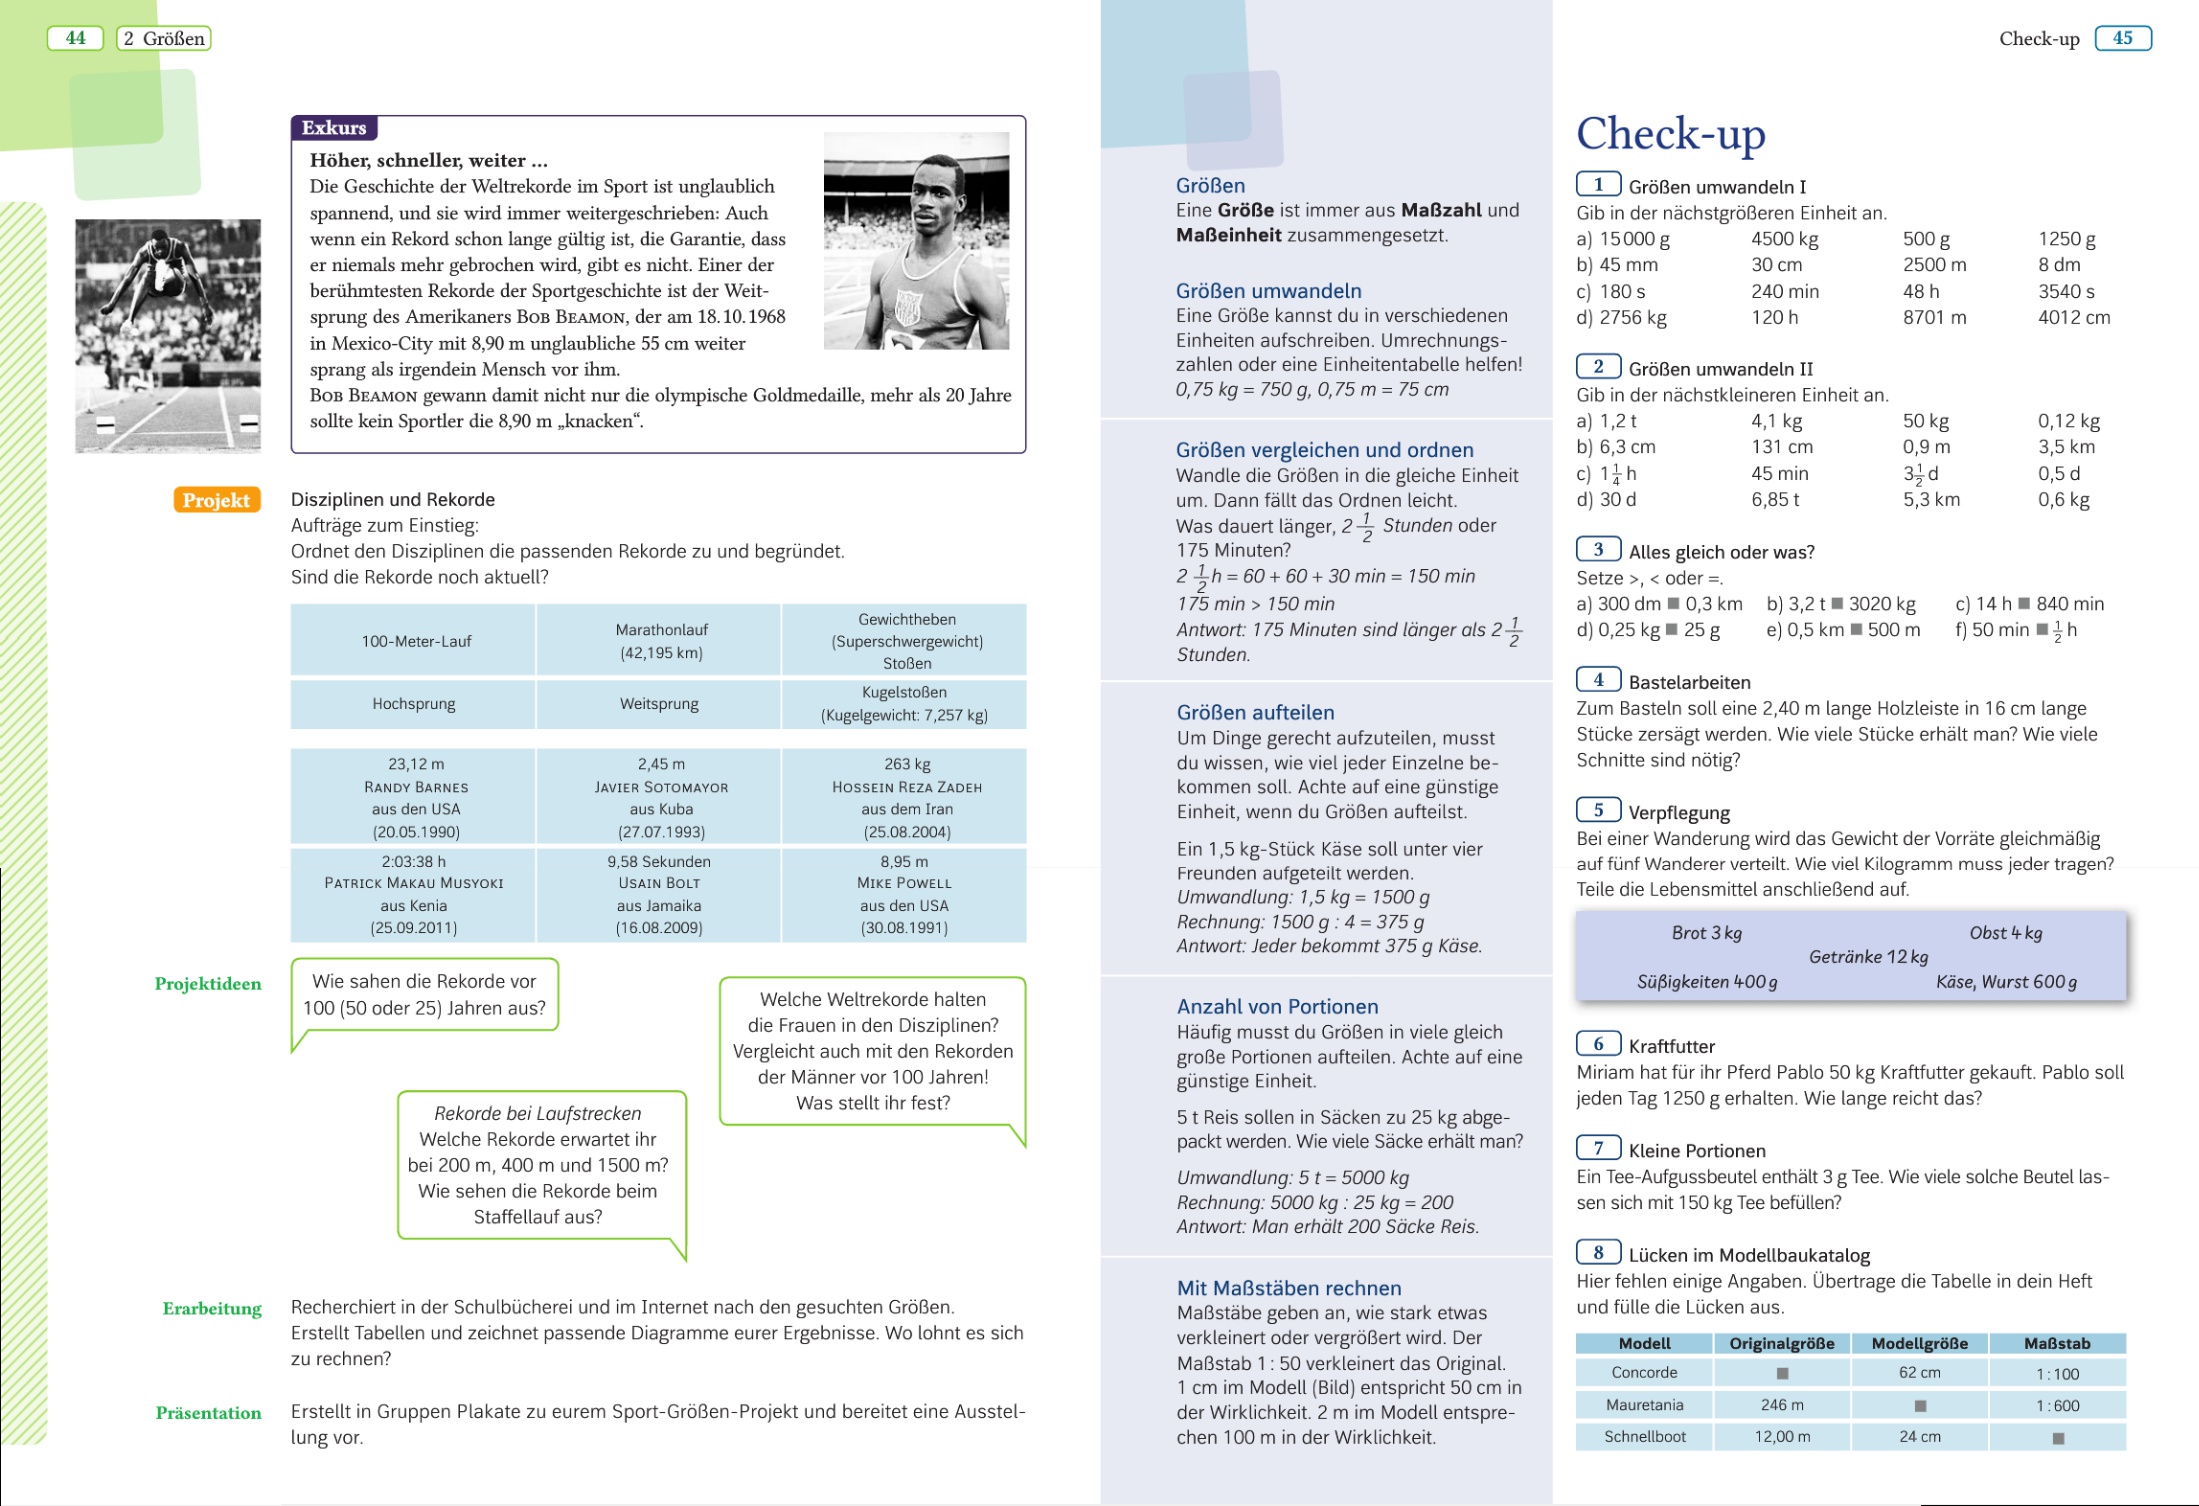 44
2 Größen
Exkurs
Höher, schneller, weiter ...
Die Geschichte der Weltrekorde im Sport ist unglaublich
spannend, und sie wird immer weitergeschrieben: Auch
wenn ein Rekord schon lange gültig ist, die Garantie, dass
er niemals mehr gebrochen wird, gibt es nicht. Einer der
berühmtesten Rekorde der Sportgeschichte ist der Weit-
sprung des Amerikaners BOB BEAMON, der am 18.10.1968
in Mexico-City mit 8,90 m unglaubliche 55 cm weiter
sprang als irgendein Mensch vor ihm.
BOB BEAMON gewann damit nicht nur die olympische Goldmedaille, mehr als 20 Jahre
sollte kein Sportler die 8,90 m „knacken“.
Projekt
Disziplinen und Rekorde
Aufträge zum Einstieg:
Ordnet den Disziplinen die passenden Rekorde zu und begründet.
Sind die Rekorde noch aktuell?
100-Meter-Lauf
Marathonlauf
(42,195 km)
Gewichtheben
(Superschwergewicht)
Stoßen
Hochsprung
Weitsprung
Kugelstoßen
(Kugelgewicht: 7,257 kg)
23,12 m
RANDY BARNES
aus den USA
(20.05.1990)
2,45 m
JAVIER SOTOMAYOR
aus Kuba
(27.07.1993)
263 kg
HOSSEIN REZA ZADEH
aus dem Iran
(25.08.2004)
2:03:38 h
PATRICK MAKAU MUSYOKI
aus Kenia
(25.09.2011)
9,58 Sekunden
USAIN BOLT
aus Jamaika
(16.08.2009)
8,95 m
MIKE POWELL
aus den USA
(30.08.1991)
Projektideen
Wie sahen die Rekorde vor
100 (50 oder 25) Jahren aus?
Welche Weltrekorde halten
die Frauen in den Disziplinen?
Vergleicht auch mit den Rekorden
der Männer vor 100 Jahren!
Was stellt ihr fest?
Rekorde bei Laufstrecken
Welche Rekorde erwartet ihr
bei 200 m, 400 m und 1500 m?
Wie sehen die Rekorde beim
Staffellauf aus?
Erarbeitung
Recherchiert in der Schulbücherei und im Internet nach den gesuchten Größen.
Erstellt Tabellen und zeichnet passende Diagramme eurer Ergebnisse. Wo lohnt es sich
zu rechnen?
Präsentation
Erstellt in Gruppen Plakate zu eurem Sport-Größen-Projekt und bereitet eine Ausstel-
lung vor.
Größen
Eine Größe ist immer aus Maßzahl und
Maßeinheit zusammengesetzt.
Größen umwandeln
Eine Größe kannst du in verschiedenen
Einheiten aufschreiben. Umrechnungs-
zahlen oder eine Einheitentabelle helfen!
0,75 kg = 750 g, 0,75 m = 75 cm
Größen vergleichen und ordnen
Wandle die Größen in die gleiche Einheit
um. Dann fällt das Ordnen leicht.
Was dauert länger, 2 1/2 Stunden oder
175 Minuten?
2 1/2 h = 60 + 60 + 30 min = 150 min
175 min > 150 min
Antwort: 175 Minuten sind länger als 2 1/2
Stunden.
Größen aufteilen
Um Dinge gerecht aufzuteilen, musst
du wissen, wie viel jeder Einzelne be-
kommen soll. Achte auf eine günstige
Einheit, wenn du Größen aufteilst.
Ein 1,5 kg-Stück Käse soll unter vier
Freunden aufgeteilt werden.
Umwandlung: 1,5 kg = 1500 g
Rechnung: 1500 g : 4 = 375 g
Antwort: Jeder bekommt 375 g Käse.
Anzahl von Portionen
Häufig musst du Größen in viele gleich
große Portionen aufteilen. Achte auf eine
günstige Einheit.
5 t Reis sollen in Säcken zu 25 kg abge-
packt werden. Wie viele Säcke erhält man?
Umwandlung: 5 t = 5000 kg
Rechnung: 5000 kg : 25 kg = 200
Antwort: Man erhält 200 Säcke Reis.
Mit Maßstäben rechnen
Maßstäbe geben an, wie stark etwas
verkleinert oder vergrößert wird. Der
Maßstab 1 : 50 verkleinert das Original.
1 cm im Modell (Bild) entspricht 50 cm in
der Wirklichkeit. 2 m im Modell entspre-
chen 100 m in der Wirklichkeit.
Check-up 45
Check-up
1 Größen umwandeln I
Gib in der nächstgrößeren Einheit an.
a) 15 000 g 4500 kg 500 g 1250 g
b) 45 mm 30 cm 2500 m 8 dm
c) 180 s 240 min 48 h 3540 s
d) 2756 kg 120 h 8701 m 4012 cm
2 Größen umwandeln II
Gib in der nächstkleineren Einheit an.
a) 1,2 t 4,1 kg 50 kg 0,12 kg
b) 6,3 cm 131 cm 0,9 m 3,5 km
c) 1 1/4 h 45 min 3 1/2 d 0,5 d
d) 30 d 6,85 t 5,3 km 0,6 kg
3 Alles gleich oder was?
Setze >, < oder =.
a) 300 dm ■ 0,3 km b) 3,2 t ■ 3020 kg c) 14 h ■ 840 min
d) 0,25 kg ■ 25 g e) 0,5 km ■ 500 m f) 50 min ■ 1/2 h
4 Bastelarbeiten
Zum Basteln soll eine 2,40 m lange Holzleiste in 16 cm lange
Stücke zersägt werden. Wie viele Stücke erhält man? Wie viele
Schnitte sind nötig?
5 Verpflegung
Bei einer Wanderung wird das Gewicht der Vorräte gleichmäßig
auf fünf Wanderer verteilt. Wie viel Kilogramm muss jeder tragen?
Teile die Lebensmittel anschließend auf.
Brot 3 kg Obst 4 kg
Getränke 12 kg
Süßigkeiten 400 g Käse, Wurst 600 g
6 Kraftfutter
Miriam hat für ihr Pferd Pablo 50 kg Kraftfutter gekauft. Pablo soll
jeden Tag 1250 g erhalten. Wie lange reicht das?
7 Kleine Portionen
Ein Tee-Aufgussbeutel enthält 3 g Tee. Wie viele solche Beutel las-
sen sich mit 150 kg Tee befüllen?
8 Lücken im Modellbaukatalog
Hier fehlen einige Angaben. Übertrage die Tabelle in dein Heft
und fülle die Lücken aus.
Modell Originalgröße Modellgröße Maßstab
Concorde ■ 62 cm 1 : 100
Mauretania 246 m ■ 1 : 600
Schnellboot 12,00 m 24 cm ■